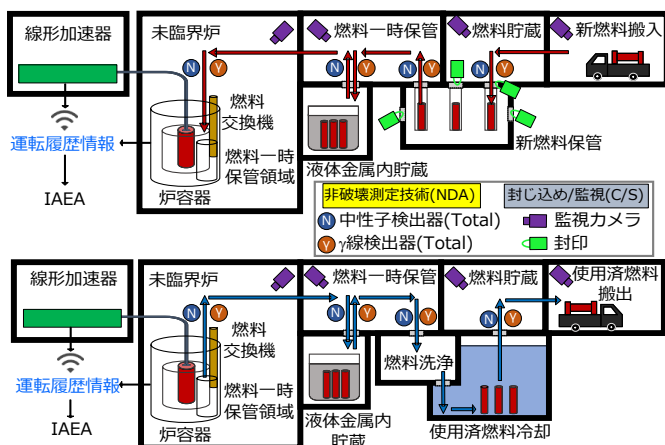 線形加速器
未臨界炉
燃料一時保管
燃料貯蔵
新燃料搬入
N γ
N γ
N γ
N γ
燃料
交換機
燃料一時
保管領域
運転履歴情報
IAEA
炉容器
液体金属内貯蔵
新燃料保管
非破壊測定技術(NDA)
封じ込め/監視(C/S)
N 中性子検出器(Total)
監視カメラ
γ γ線検出器(Total)
封印
線形加速器
未臨界炉
燃料一時保管
燃料貯蔵
使用済燃料
搬出
N γ
N γ
N γ
燃料
交換機
燃料一時
保管領域
運転履歴情報
IAEA
炉容器
液体金属内
貯蔵
燃料洗浄
使用済燃料冷却